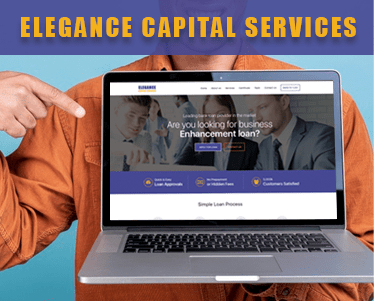 ELEGANCE CAPITAL SERVICES
ELEGANCE
Are you looking for business
Enhancement loan?
Loan Approvals
or Hidden Fees
Customers Satisfied
Simple Loan Process